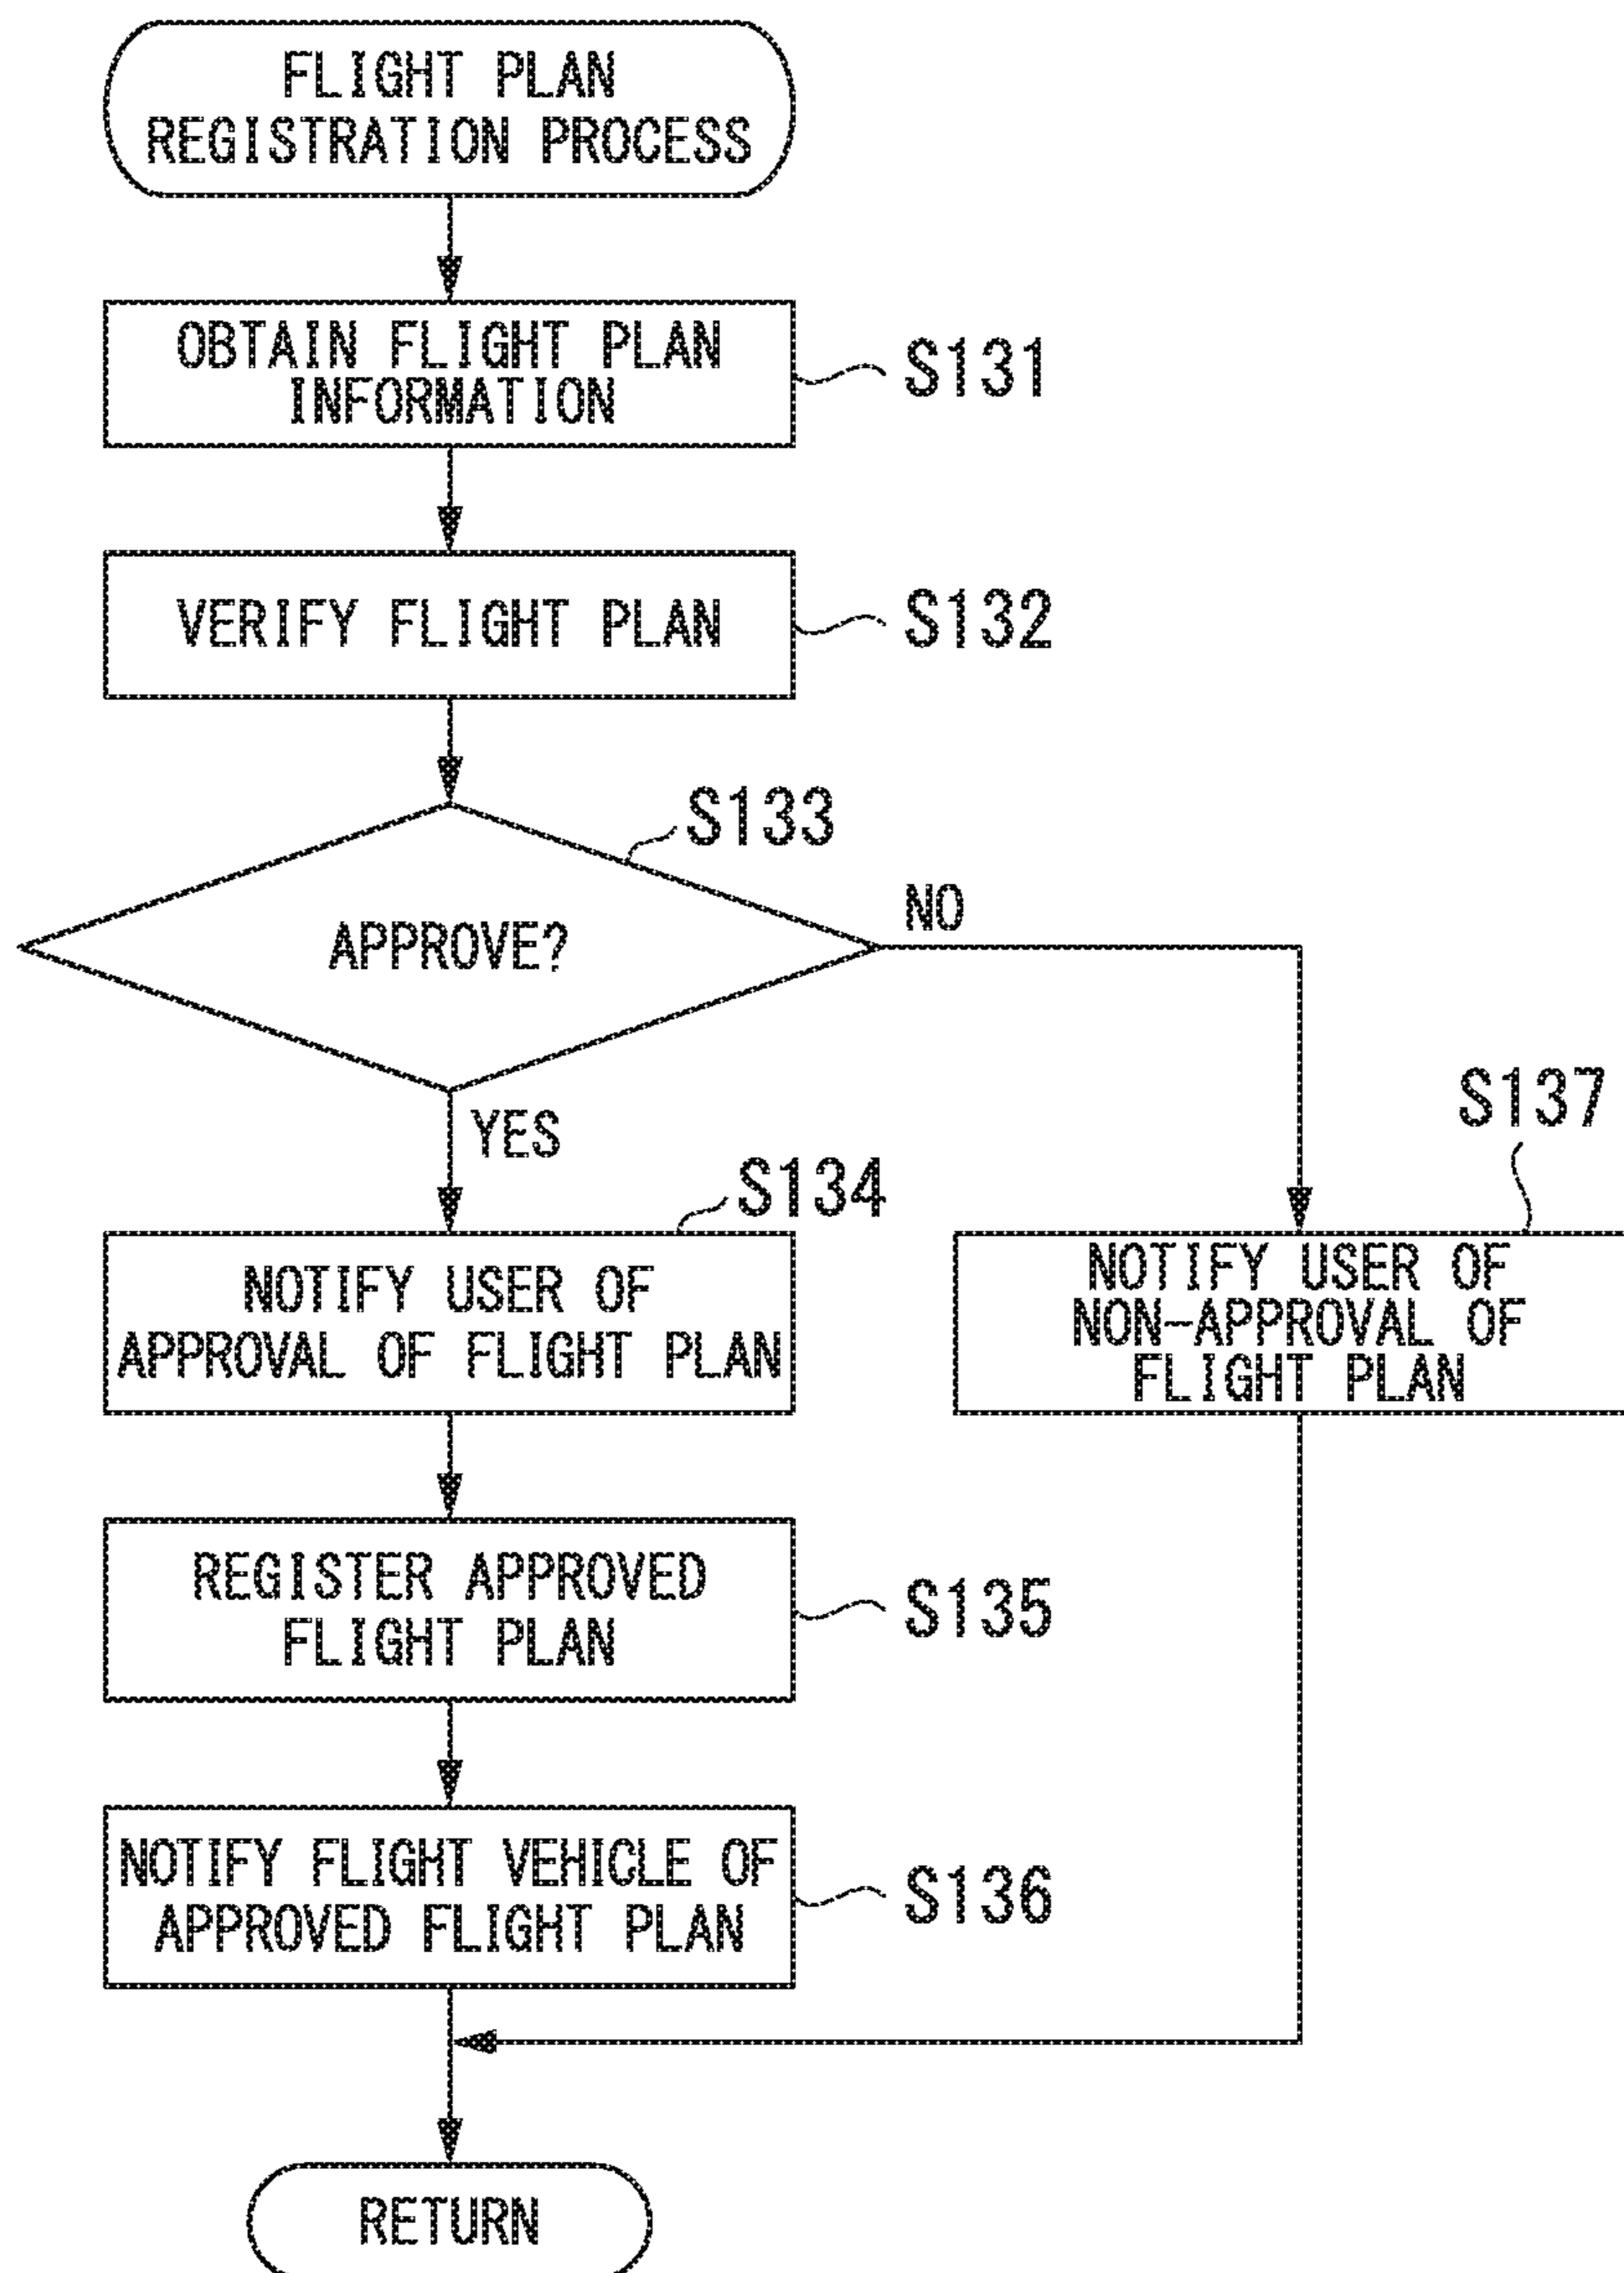 FLIGHT PLAN
REGISTRATION PROCESS
OBTAIN FLIGHT PLAN
INFORMATION
S131
VERIFY FLIGHT PLAN
S132
S133
APPROVE?
NO
YES
S134
NOTIFY USER OF
APPROVAL OF FLIGHT PLAN
S137
NOTIFY USER OF
NON-APPROVAL OF
FLIGHT PLAN
REGISTER APPROVED
FLIGHT PLAN
S135
NOTIFY FLIGHT VEHICLE OF
APPROVED FLIGHT PLAN
S136
RETURN